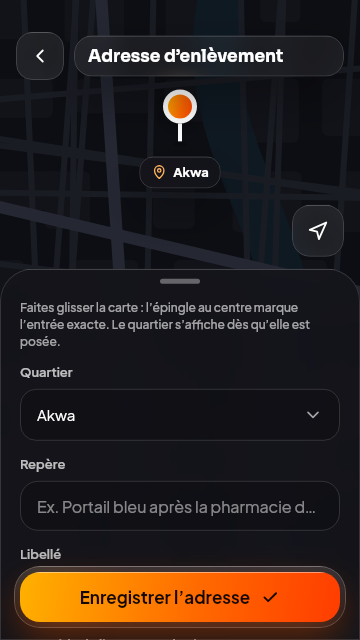 Adresse d’enlèvement
Akwa
Faites glisser la carte : l’épingle au centre marque
l’entrée exacte. Le quartier s’affiche dès qu’elle est
posée.
Quartier
Akwa
Repère
Ex. Portail bleu après la pharmacie d…
Libellé
Enregistrer l’adresse